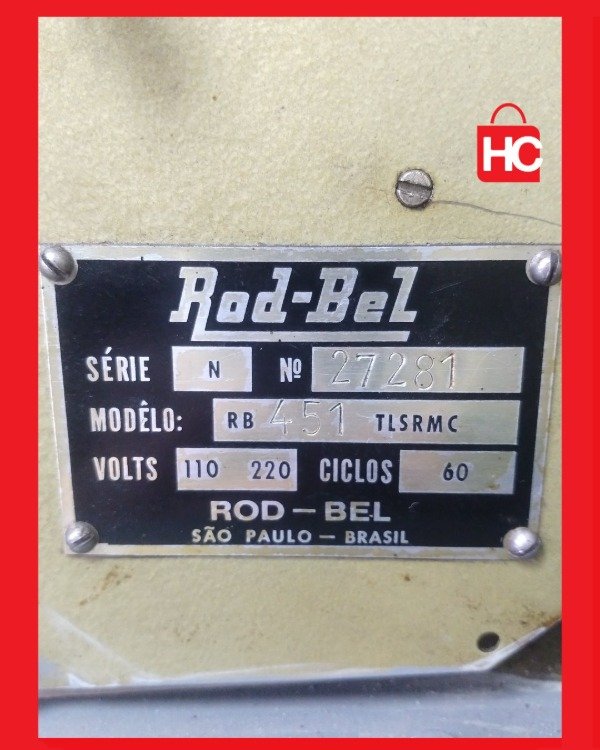 HC
Rod-Bel
SÉRIE N Nº 27281
MODÊLO: RB 451 TLSRMC
VOLTS 110 220 CICLOS 60
ROD-BEL
SÃO PAULO - BRASIL